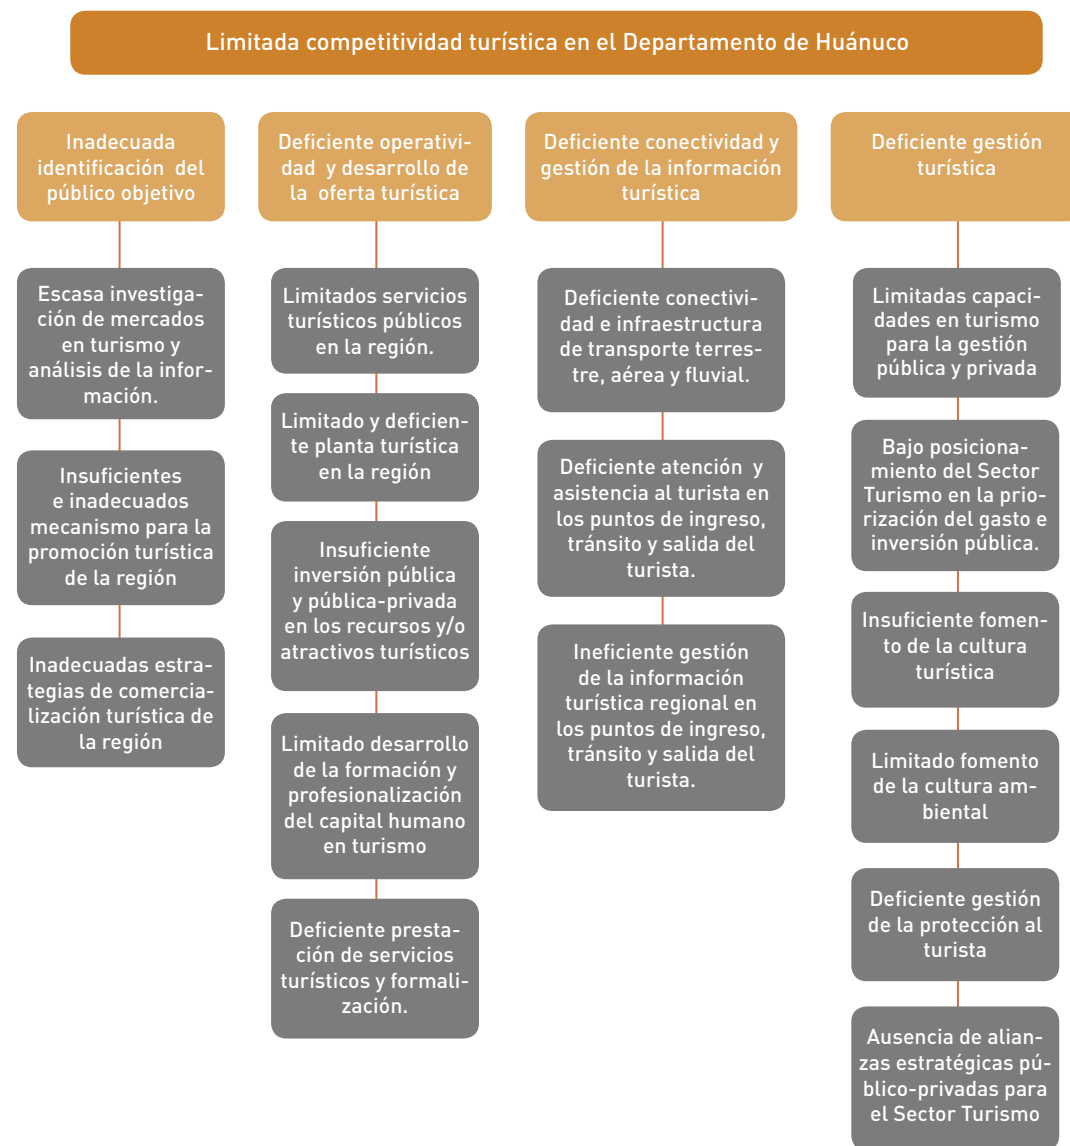 Limitada competitividad turística en el Departamento de Huánuco
Inadecuada
identificación del
público objetivo
Escasa investiga-
ción de mercados
en turismo y
análisis de la infor-
mación.
Insuficientes
e inadecuados
mecanismo para la
promoción turística
de la región
Inadecuadas estra-
tegias de comercia-
lización turística de
la región
Deficiente operativi-
dad y desarrollo de
la oferta turística
Limitados servicios
turísticos públicos
en la región.
Limitado y deficien-
te planta turística
en la región
Insuficiente
inversión pública
y pública-privada
en los recursos y/o
atractivos turísticos
Limitado desarrollo
de la formación y
profesionalización
del capital humano
en turismo
Deficiente presta-
ción de servicios
turísticos y formali-
zación.
Deficiente conectividad y
gestión de la información
turística
Deficiente conectivi-
dad e infraestructura
de transporte terres-
tre, aérea y fluvial.
Deficiente atención y
asistencia al turista en
los puntos de ingreso,
tránsito y salida del
turista.
Ineficiente gestión
de la información
turística regional en
los puntos de ingreso,
tránsito y salida del
turista.
Deficiente gestión
turística
Limitadas capaci-
dades en turismo
para la gestión
pública y privada
Bajo posiciona-
miento del Sector
Turismo en la prio-
rización del gasto e
inversión pública.
Insuficiente fomen-
to de la cultura
turística
Limitado fomento
de la cultura am-
biental
Deficiente gestión
de la protección al
turista
Ausencia de alian-
zas estratégicas pú-
blico-privadas para
el Sector Turismo